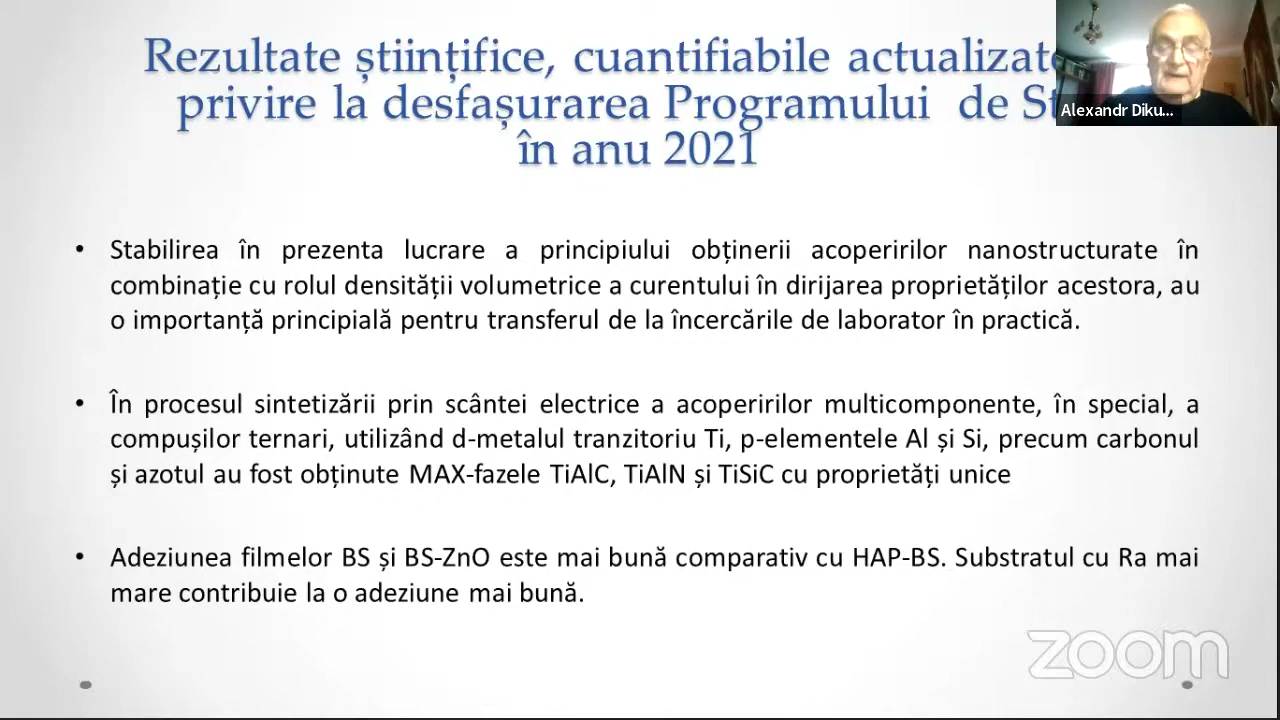 Rezultate științifice, cuantifiabile actualizate
privire la desfașurarea Programului de
în anu 2021
Alexandr Diku...
• Stabilirea în prezenta lucrare a principiului obținerii acoperirilor nanostructurate în
combinație cu rolul densității volumetrice a curentului în dirijarea proprietăților acestora, au
o importanță principială pentru transferul de la încercările de laborator în practică.
• În procesul sintetizării prin scântei electrice a acoperirilor multicomponente, în special, a
compușilor ternari, utilizând d-metalul tranzitoriu Ti, p-elementele Al și Si, precum carbonul
și azotul au fost obținute MAX-fazele TiAlC, TiAlN și TiSiC cu proprietăți unice
• Adeziunea filmelor BS și BS-ZnO este mai bună comparativ cu HAP-BS. Substratul cu Ra mai
mare contribuie la o adeziune mai bună.
zoom